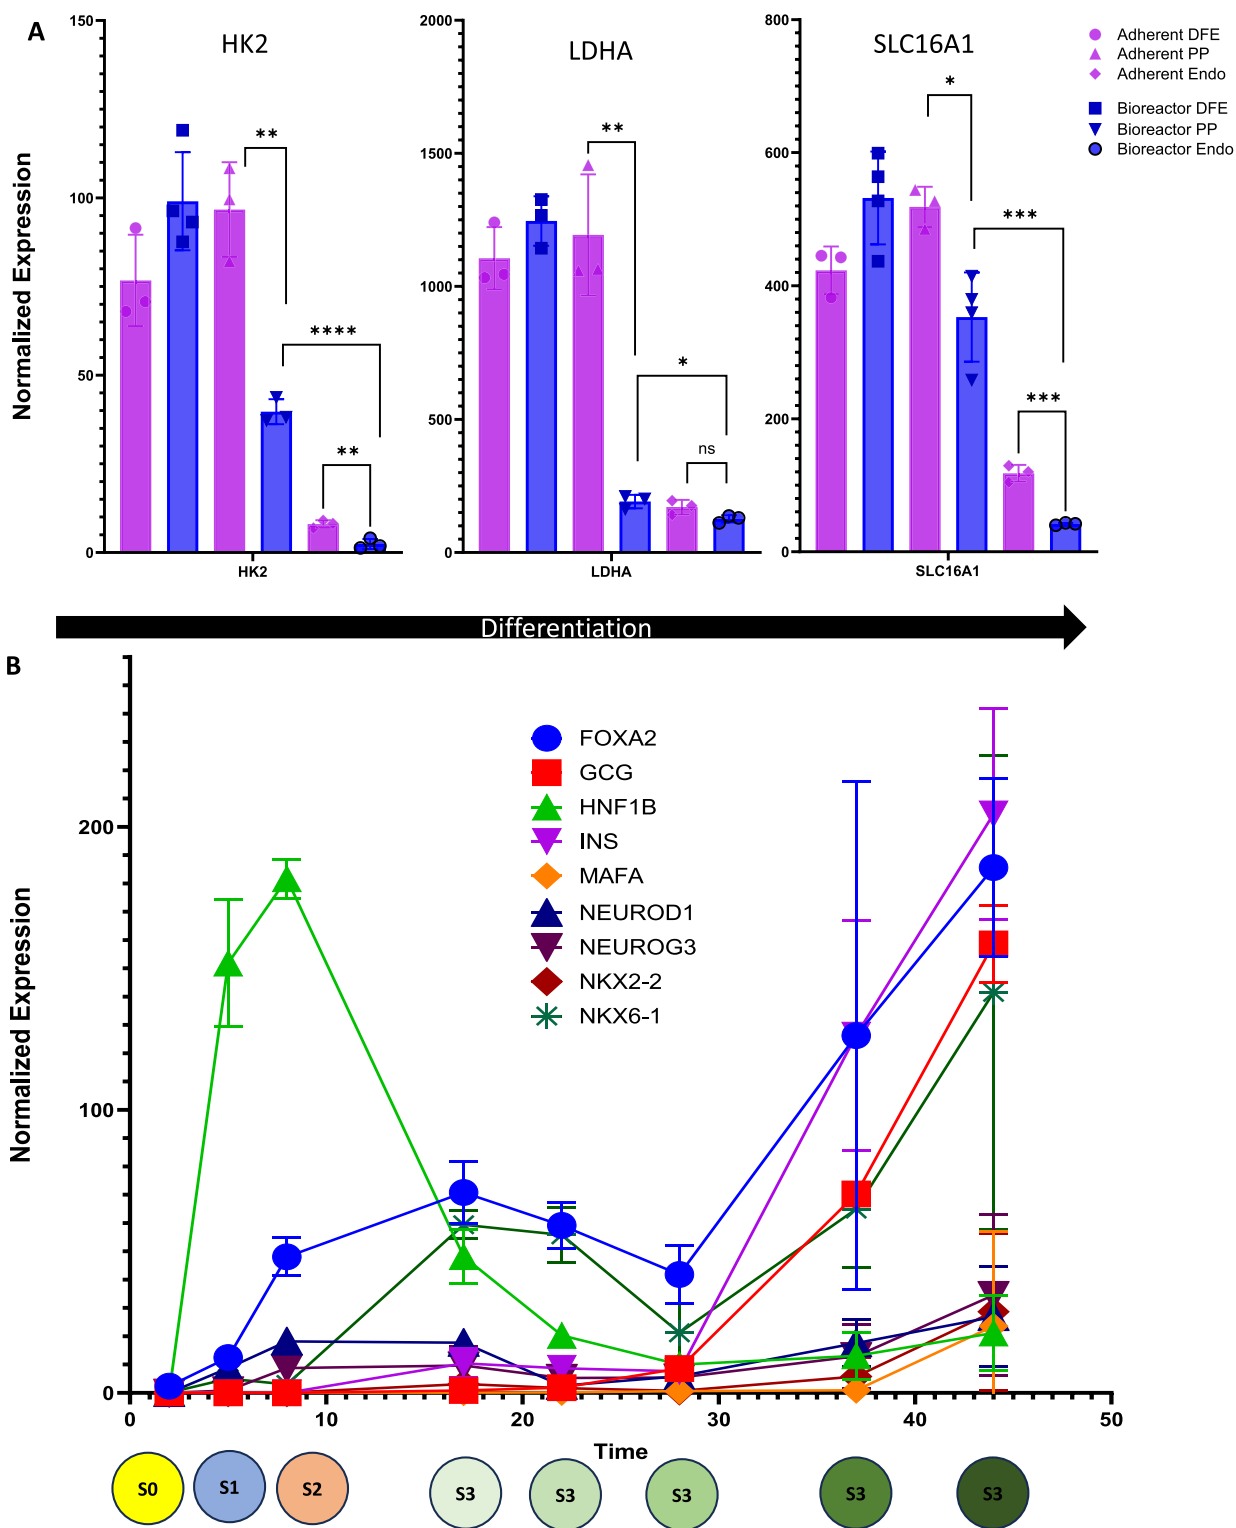 A
HK2
LDHA
SLC16A1
Adherent DFE
Adherent PP
Adherent Endo
Bioreactor DFE
Bioreactor PP
Bioreactor Endo
Normalized Expression
150
100
50
0
**
****
**
HK2
2000
1500
1000
500
0
**
*
ns
LDHA
800
600
400
200
0
*
***
***
SLC16A1
Differentiation
B
Normalized Expression
200
100
0
FOXA2
GCG
HNF1B
INS
MAFA
NEUROD1
NEUROG3
NKX2-2
NKX6-1
0 10 20 30 40 50
Time
S0 S1 S2 S3 S3 S3 S3 S3